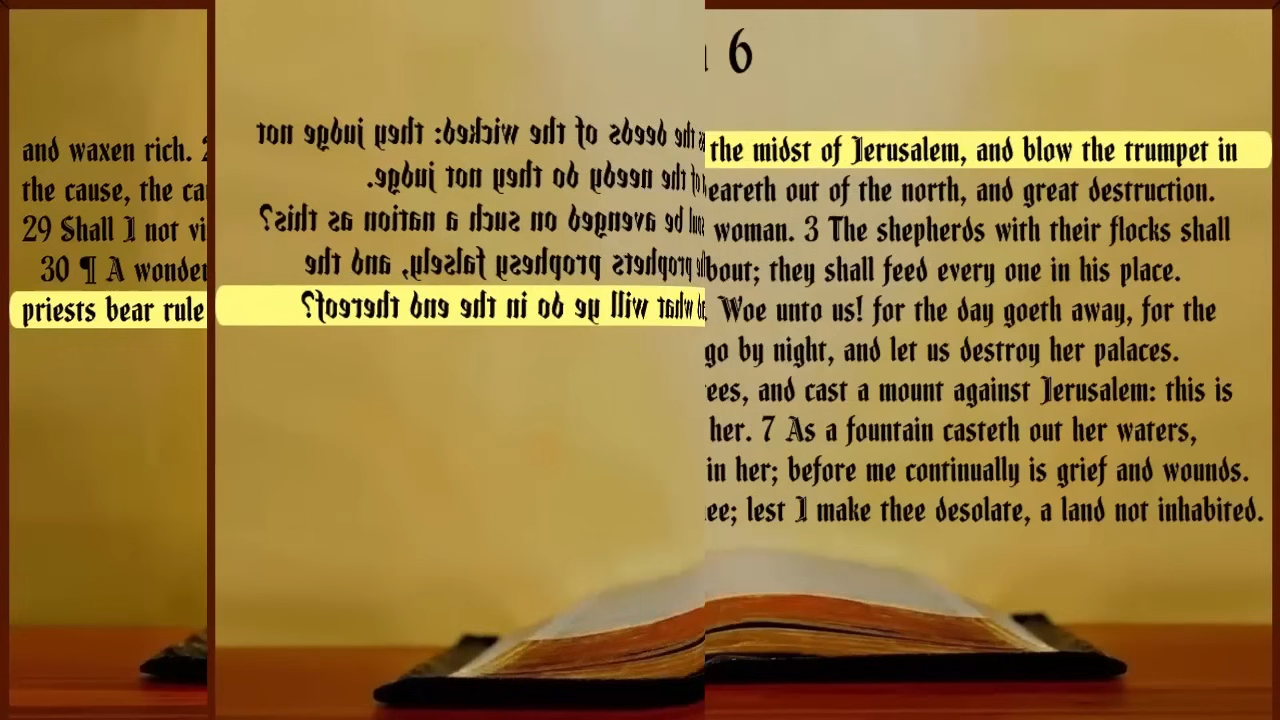 and waxen rich. 2
the cause, the ca
29 Shall I not vi
30 ¶ A wonder
priests bear rule
the deeds of the wicked: they judge not
of the needy do they not judge.
soul be avenged on such a nation as this?
prophets prophesy falsely, and the
what will ye do in the end thereof?
6
the midst of Jerusalem, and blow the trumpet in
eareth out of the north, and great destruction.
woman. 3 The shepherds with their flocks shall
bout; they shall feed every one in his place.
Woe unto us! for the day goeth away, for the
go by night, and let us destroy her palaces.
ees, and cast a mount against Jerusalem: this is
her. 7 As a fountain casteth out her waters,
in her; before me continually is grief and wounds.
ee; lest I make thee desolate, a land not inhabited.